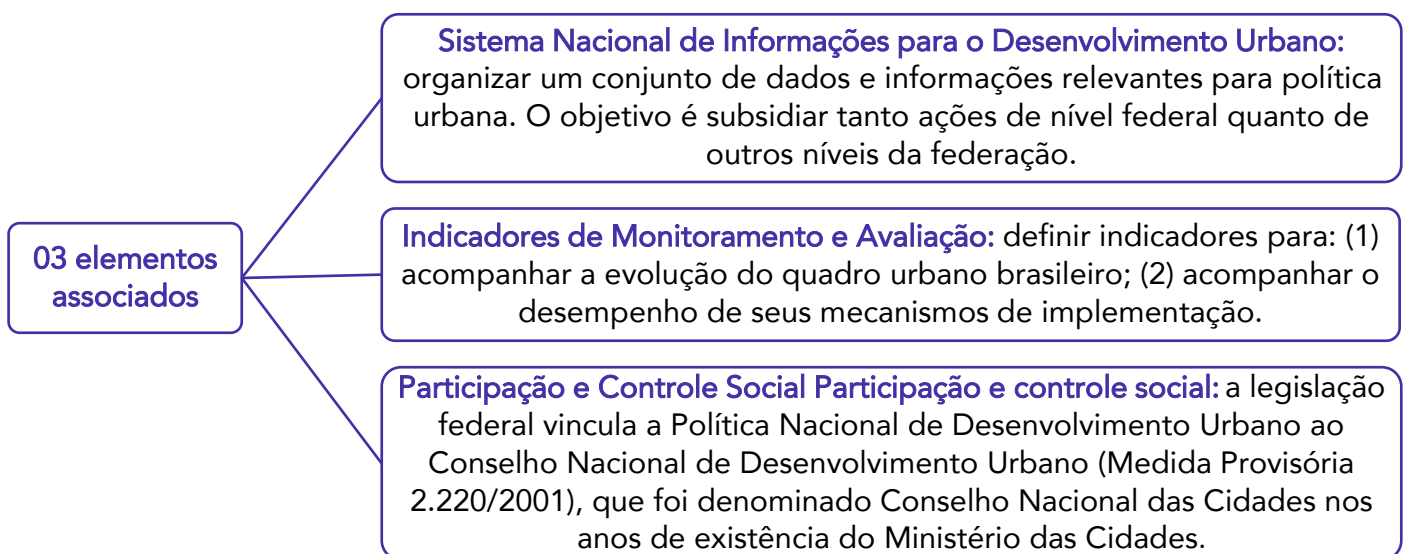 Sistema Nacional de Informações para o Desenvolvimento Urbano:
organizar um conjunto de dados e informações relevantes para política
urbana. O objetivo é subsidiar tanto ações de nível federal quanto de
outros níveis da federação.
03 elementos
associados
Indicadores de Monitoramento e Avaliação: definir indicadores para: (1)
acompanhar a evolução do quadro urbano brasileiro; (2) acompanhar o
desempenho de seus mecanismos de implementação.
Participação e Controle Social Participação e controle social: a legislação
federal vincula a Política Nacional de Desenvolvimento Urbano ao
Conselho Nacional de Desenvolvimento Urbano (Medida Provisória
2.220/2001), que foi denominado Conselho Nacional das Cidades nos
anos de existência do Ministério das Cidades.